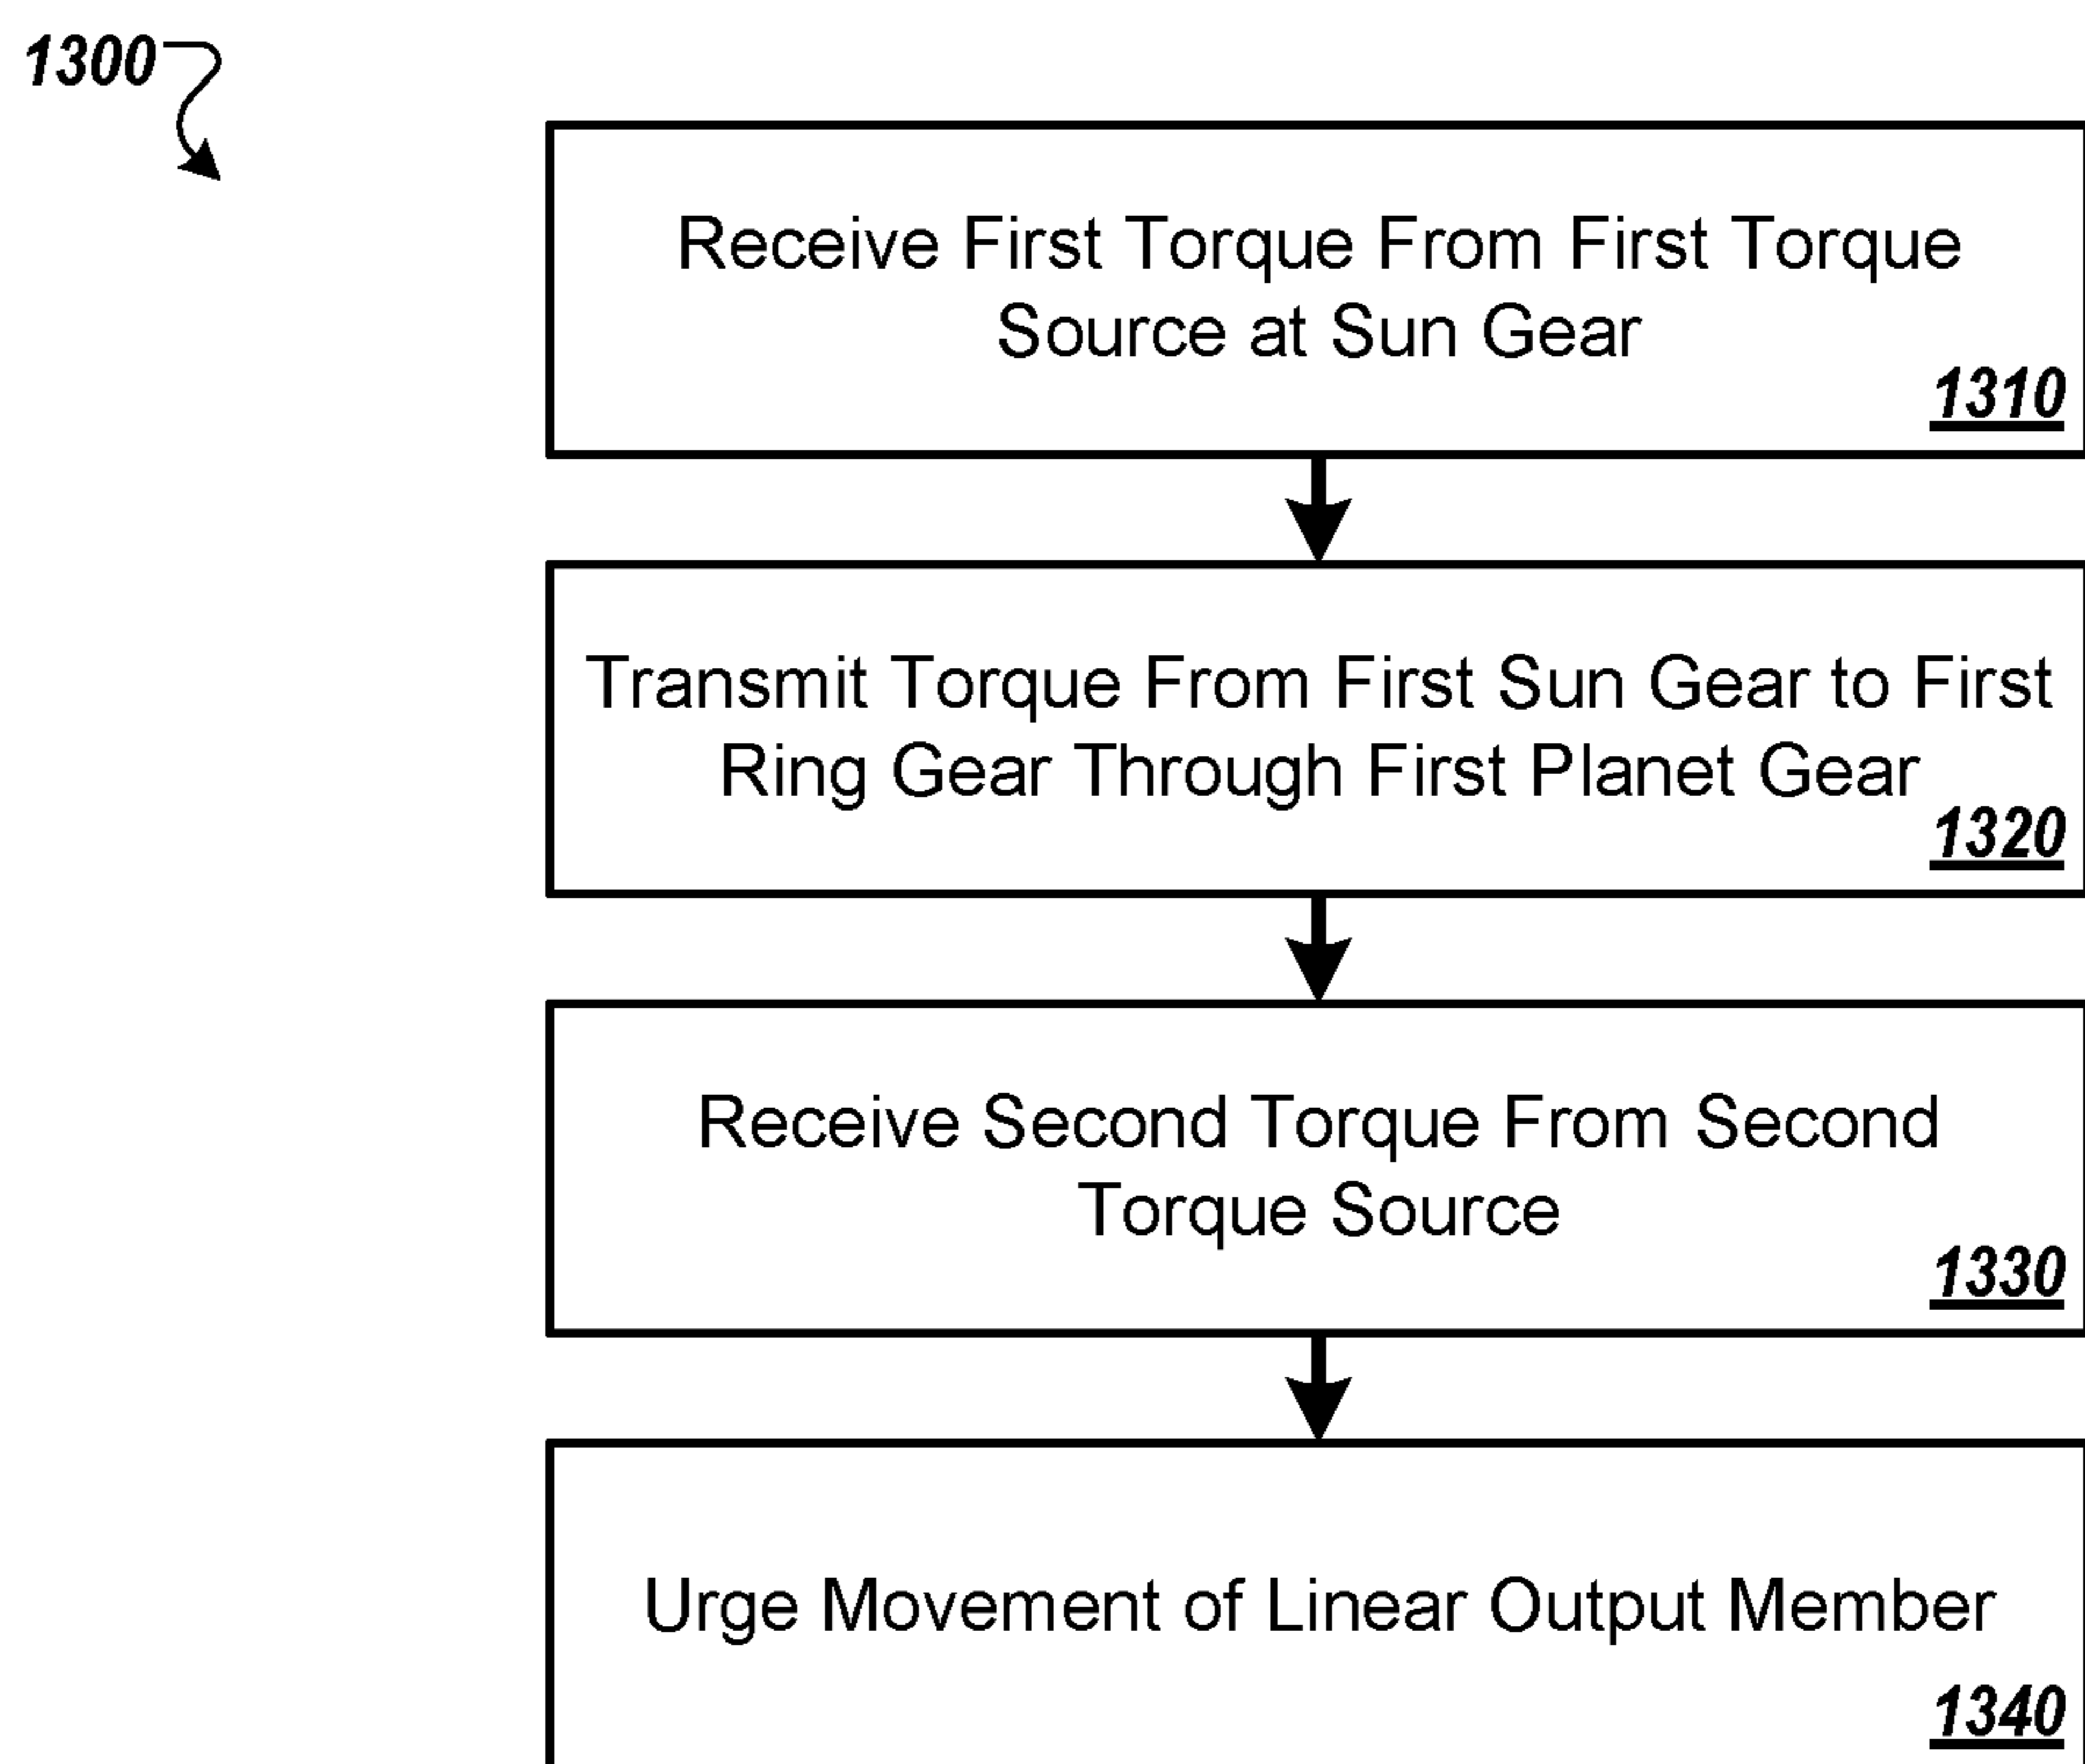 1300
Receive First Torque From First Torque
Source at Sun Gear
1310
Transmit Torque From First Sun Gear to First
Ring Gear Through First Planet Gear
1320
Receive Second Torque From Second
Torque Source
1330
Urge Movement of Linear Output Member
1340